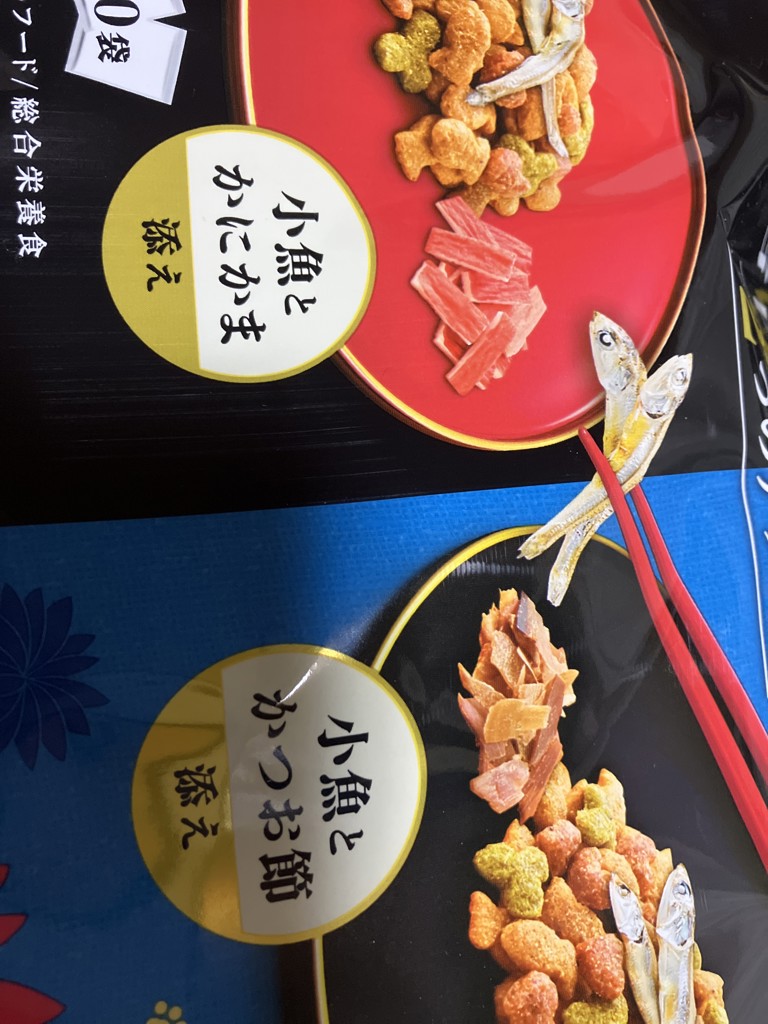 小魚と
かにかま
添え
小魚と
かつお節
添え
0袋
フード/総合栄養食